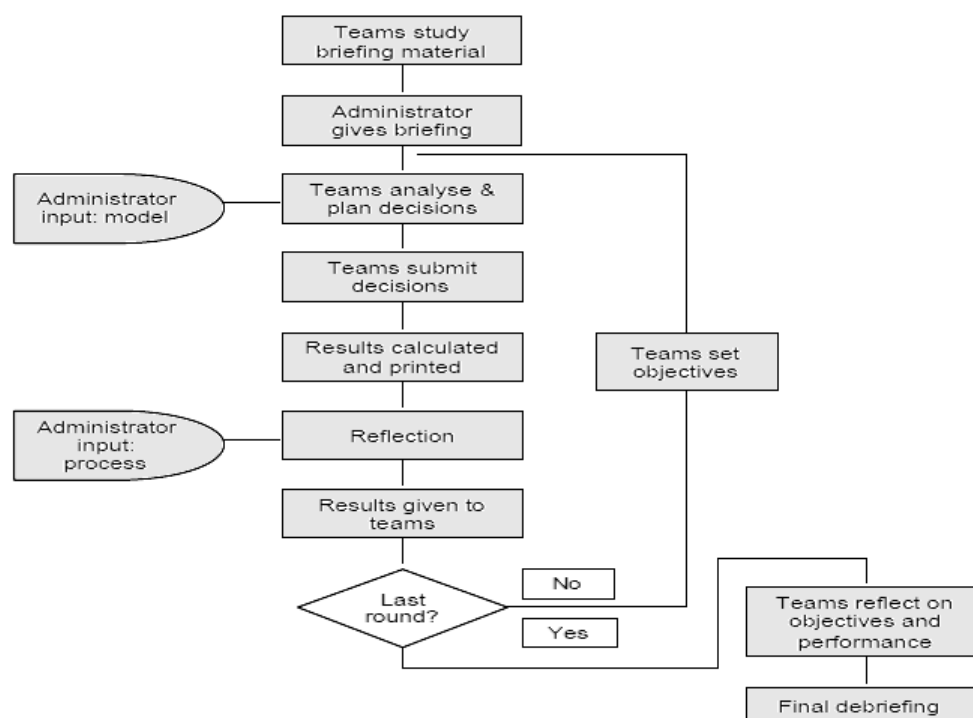 Teams study
briefing material
Administrator
gives briefing
Administrator
input: model
Teams analyse &
plan decisions
Teams submit
decisions
Results calculated
and printed
Teams set
objectives
Administrator
input:
process
Reflection
Results given to
teams
Last
round?
No
Yes
Teams reflect on
objectives and
performance
Final debriefing